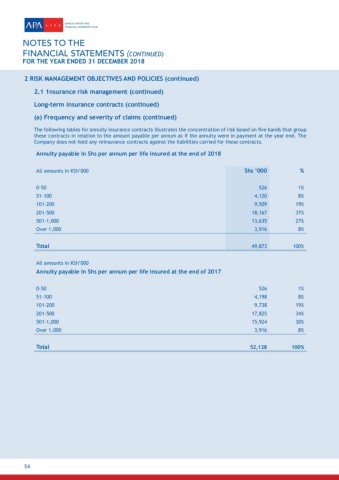 APA LIFE
NOTES TO THE
FINANCIAL STATEMENTS (CONTINUED)
FOR THE YEAR ENDED 31 DECEMBER 2018
2 RISK MANAGEMENT OBJECTIVES AND POLICIES (continued)
2.1 1nsurance risk management (continued)
Long-term insurance contracts (continued)
(a) Frequency and severity of claims (continued)
The following tables for annuity insurance contracts illustrates the concentration of risk based on five bands that group
these contracts in relation to the amount payable per annum as if the annuity were in payment at the year end. The
Company does not hold any reinsurance contracts against the liabilities carried for these contracts.
Annuity payable in Shs per annum per life insured at the end of 2018
All amounts in KSh'000 Shs '000 %
0-50 526 1%
51-100 4,120 8%
101-200 9,509 19%
201-500 18,167 37%
501-1,000 13,635 27%
Over 1,000 3,916 8%
Total 49,873 100%
All amounts in KSh'000
Annuity payable in Shs per annum per life insured at the end of 2017
0-50 526 1%
51-100 4,198 8%
101-200 9,738 19%
201-500 17,825 34%
501-1,000 15,924 30%
Over 1,000 3,916 8%
Total 52,128 100%
54